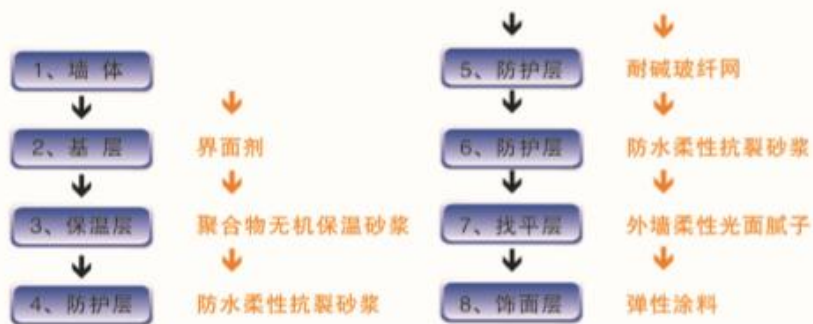 1、墙 体
2、基 层
界面剂
3、保温层
聚合物无机保温砂浆
4、防护层
防水柔性抗裂砂浆
5、防护层
耐碱玻纤网
6、防护层
防水柔性抗裂砂浆
7、找平层
外墙柔性光面腻子
8、饰面层
弹性涂料